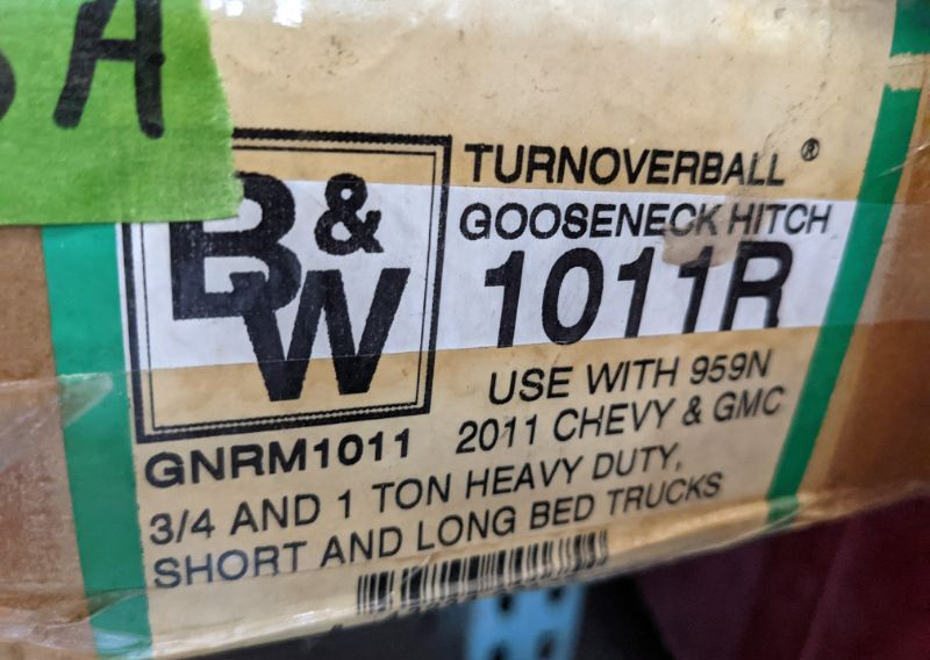 A
B&W
TURNOVERBALL ®
GOOSENECK HITCH
1011R
USE WITH 959N
2011 CHEVY & GMC
GNRM1011
3/4 AND 1 TON HEAVY DUTY,
SHORT AND LONG BED TRUCKS